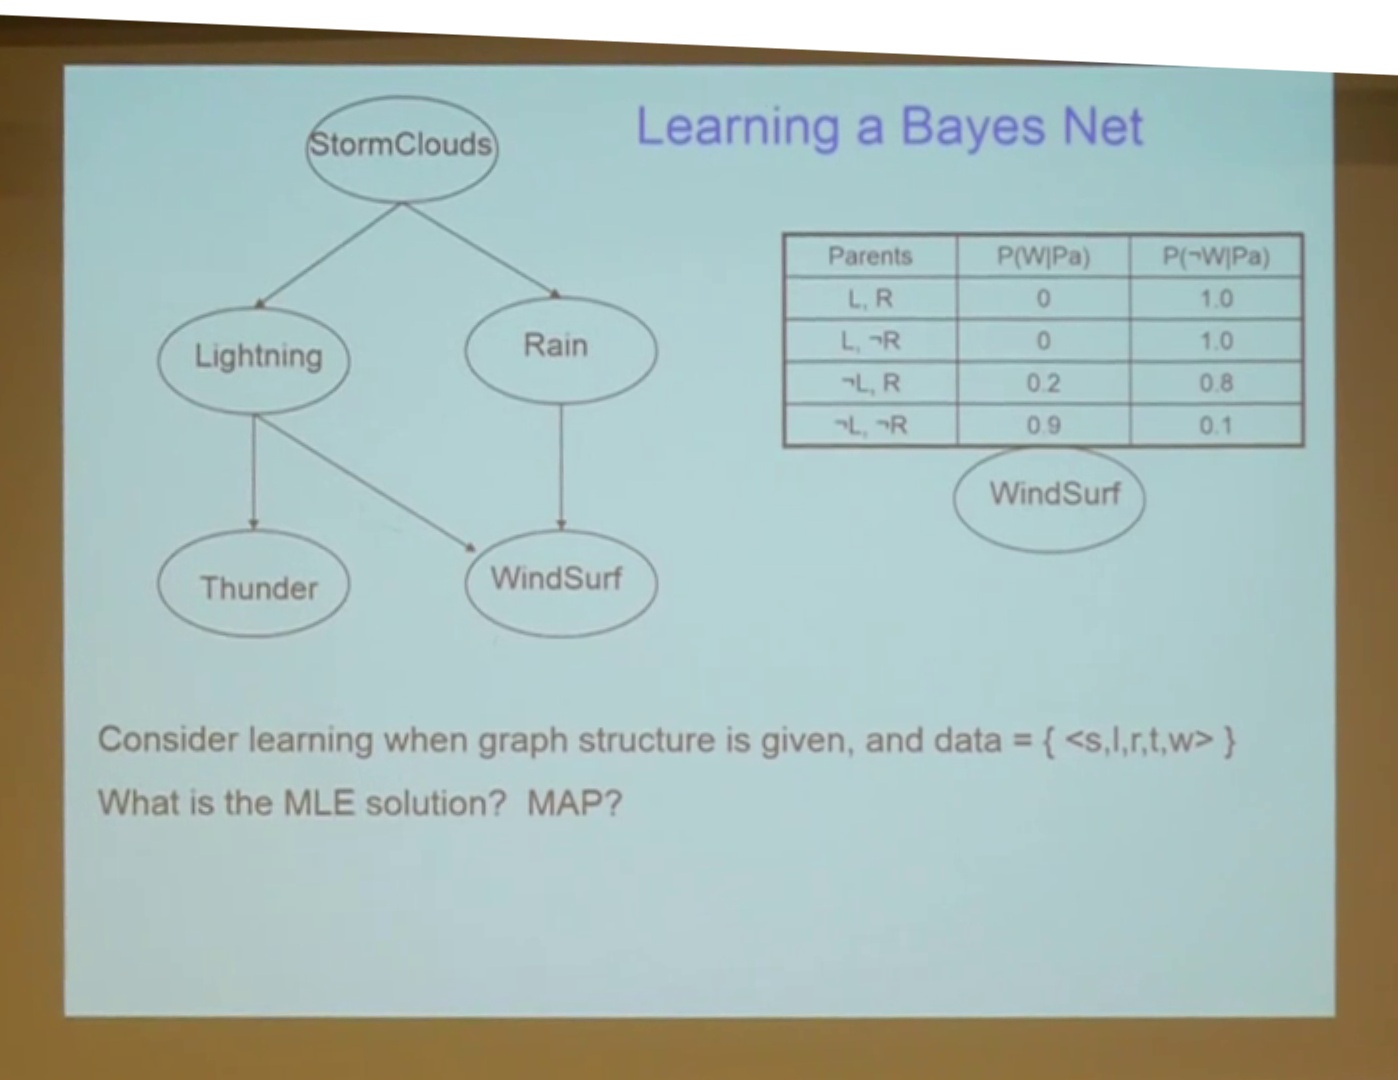 StormClouds
Learning a Bayes Net
Lightning
Rain
Thunder
WindSurf
Parents P(W|Pa) P(¬W|Pa)
L, R 0 1.0
L, ¬R 0 1.0
¬L, R 0.2 0.8
¬L, ¬R 0.9 0.1
WindSurf
Consider learning when graph structure is given, and data = { <s,l,r,t,w> }
What is the MLE solution? MAP?